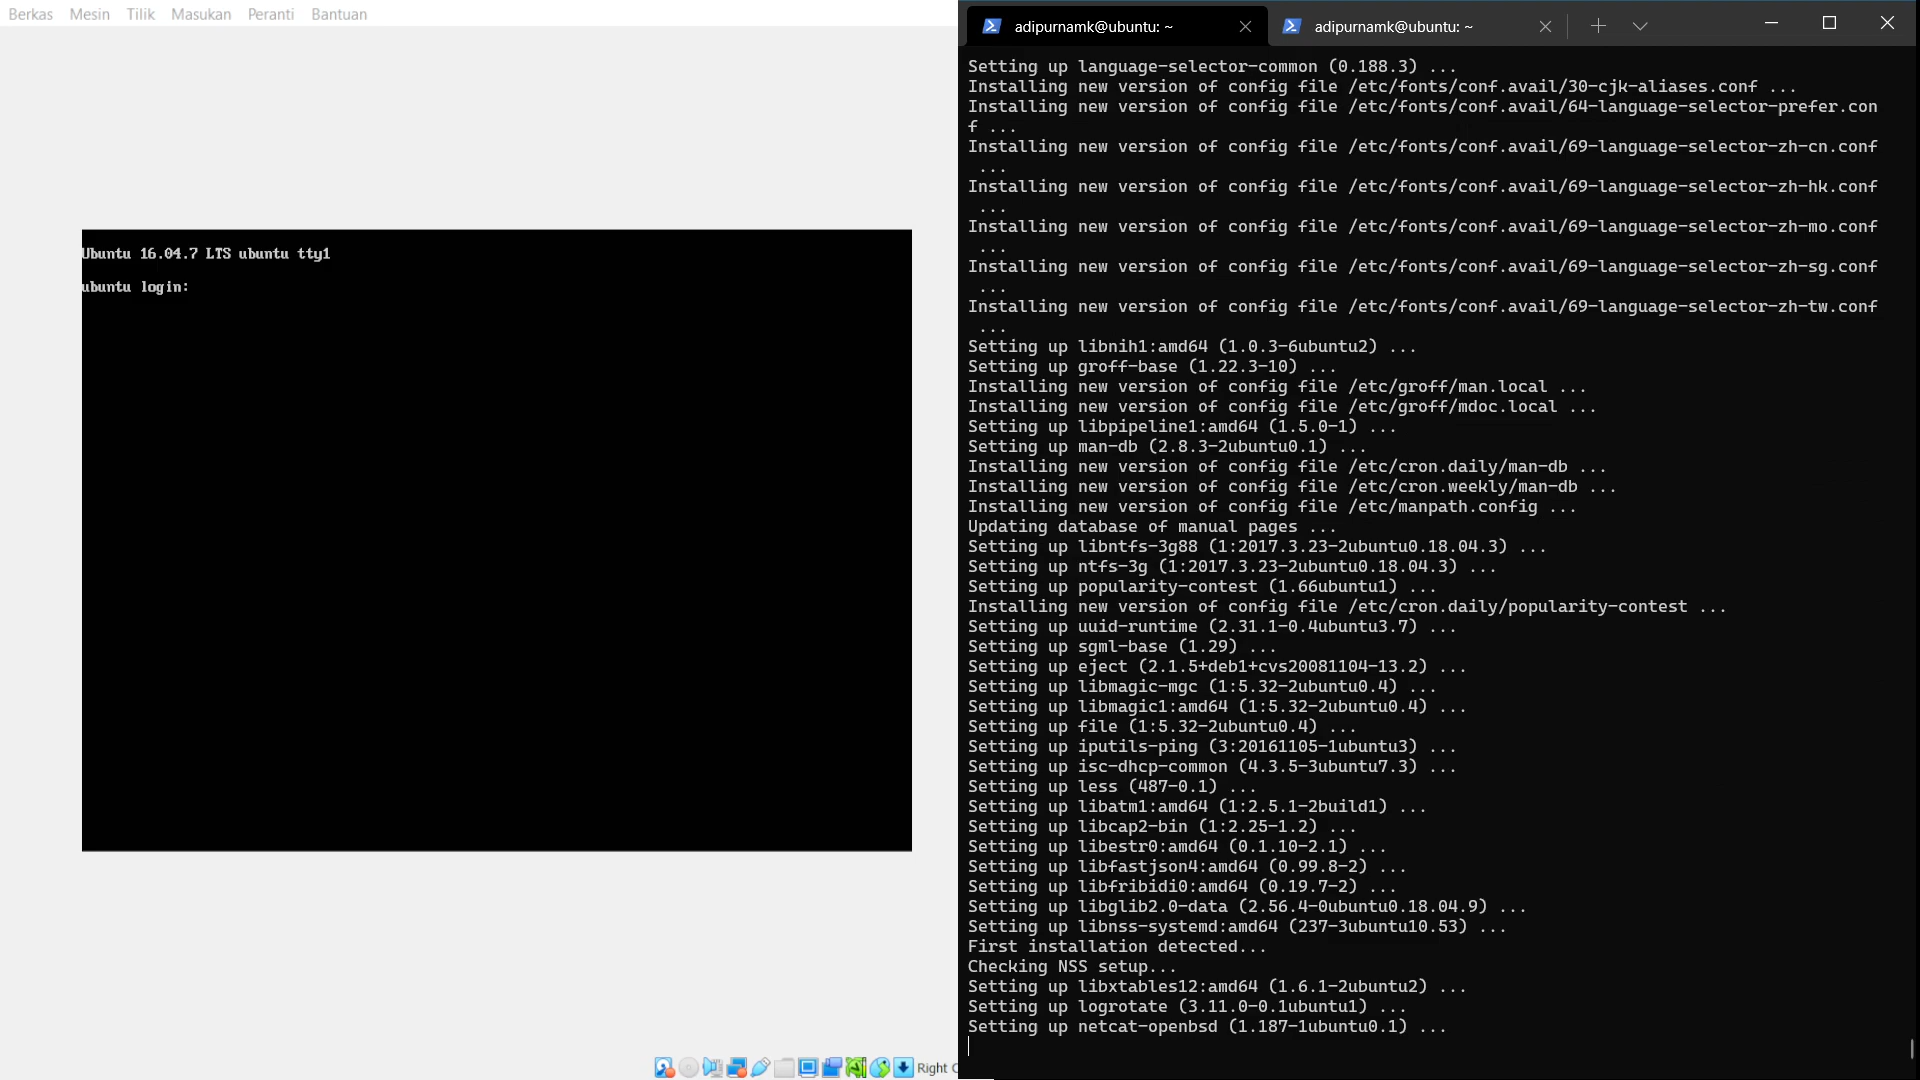 Berkas Mesin Tilik Masukan Peranti Bantuan
Ubuntu 16.04.7 LTS ubuntu tty1
ubuntu login:
Right C
adipurnamk@ubuntu: ~ adipurnamk@ubuntu: ~
Setting up language-selector-common (0.188.3) ...
Installing new version of config file /etc/fonts/conf.avail/30-cjk-aliases.conf ...
Installing new version of config file /etc/fonts/conf.avail/64-language-selector-prefer.con
f ...
Installing new version of config file /etc/fonts/conf.avail/69-language-selector-zh-cn.conf
...
Installing new version of config file /etc/fonts/conf.avail/69-language-selector-zh-hk.conf
...
Installing new version of config file /etc/fonts/conf.avail/69-language-selector-zh-mo.conf
...
Installing new version of config file /etc/fonts/conf.avail/69-language-selector-zh-sg.conf
...
Installing new version of config file /etc/fonts/conf.avail/69-language-selector-zh-tw.conf
...
Setting up libnih1:amd64 (1.0.3-6ubuntu2) ...
Setting up groff-base (1.22.3-10) ...
Installing new version of config file /etc/groff/man.local ...
Installing new version of config file /etc/groff/mdoc.local ...
Setting up libpipeline1:amd64 (1.5.0-1) ...
Setting up man-db (2.8.3-2ubuntu0.1) ...
Installing new version of config file /etc/cron.daily/man-db ...
Installing new version of config file /etc/cron.weekly/man-db ...
Installing new version of config file /etc/manpath.config ...
Updating database of manual pages ...
Setting up libntfs-3g88 (1:2017.3.23-2ubuntu0.18.04.3) ...
Setting up ntfs-3g (1:2017.3.23-2ubuntu0.18.04.3) ...
Setting up popularity-contest (1.66ubuntu1) ...
Installing new version of config file /etc/cron.daily/popularity-contest ...
Setting up uuid-runtime (2.31.1-0.4ubuntu3.7) ...
Setting up sgml-base (1.29) ...
Setting up eject (2.1.5+deb1+cvs20081104-13.2) ...
Setting up libmagic-mgc (1:5.32-2ubuntu0.4) ...
Setting up libmagic1:amd64 (1:5.32-2ubuntu0.4) ...
Setting up file (1:5.32-2ubuntu0.4) ...
Setting up iputils-ping (3:20161105-1ubuntu3) ...
Setting up isc-dhcp-common (4.3.5-3ubuntu7.3) ...
Setting up less (487-0.1) ...
Setting up libatm1:amd64 (1:2.5.1-2build1) ...
Setting up libcap2-bin (1:2.25-1.2) ...
Setting up libestr0:amd64 (0.1.10-2.1) ...
Setting up libfastjson4:amd64 (0.99.8-2) ...
Setting up libfribidi0:amd64 (0.19.7-2) ...
Setting up libglib2.0-data (2.56.4-0ubuntu0.18.04.9) ...
Setting up libnss-systemd:amd64 (237-3ubuntu10.53) ...
First installation detected...
Checking NSS setup...
Setting up libxtables12:amd64 (1.6.1-2ubuntu2) ...
Setting up logrotate (3.11.0-0.1ubuntu1) ...
Setting up netcat-openbsd (1.187-1ubuntu0.1) ...